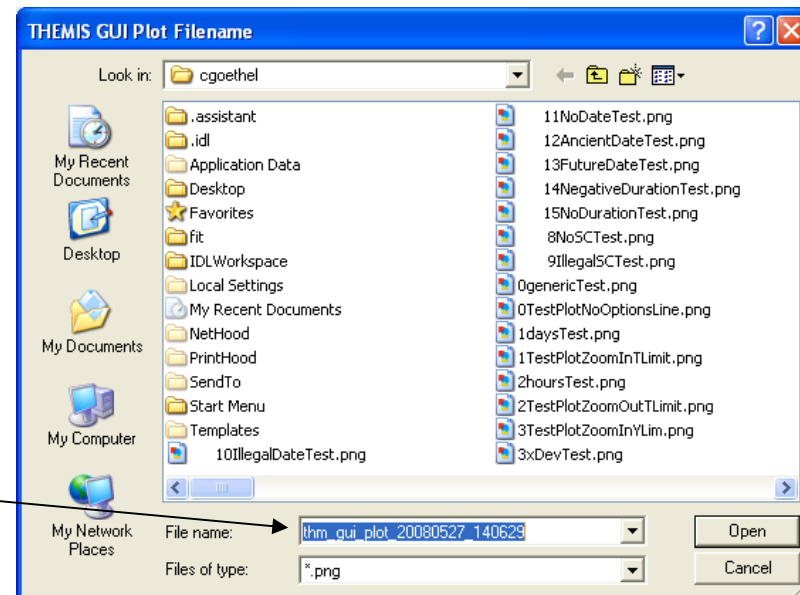 THEMIS GUI Plot Filename
Look in: cgoethel
My Recent Documents
Desktop
My Documents
My Computer
My Network Places
.assistant
.idl
Application Data
Desktop
Favorites
fit
IDLWorkspace
Local Settings
My Recent Documents
NetHood
PrintHood
SendTo
Start Menu
Templates
10IllegalDateTest.png
11NoDateTest.png
12AncientDateTest.png
13FutureDateTest.png
14NegativeDurationTest.png
15NoDurationTest.png
8NoSCTest.png
9IllegalSCTest.png
0genericTest.png
0TestPlotNoOptionsLine.png
1daysTest.png
1TestPlotZoomInTLimit.png
2hoursTest.png
2TestPlotZoomOutTLimit.png
3TestPlotZoomInYLim.png
3xDevTest.png
File name: thm_gui_plot_20080527_140629
Open
Files of type: *.png
Cancel